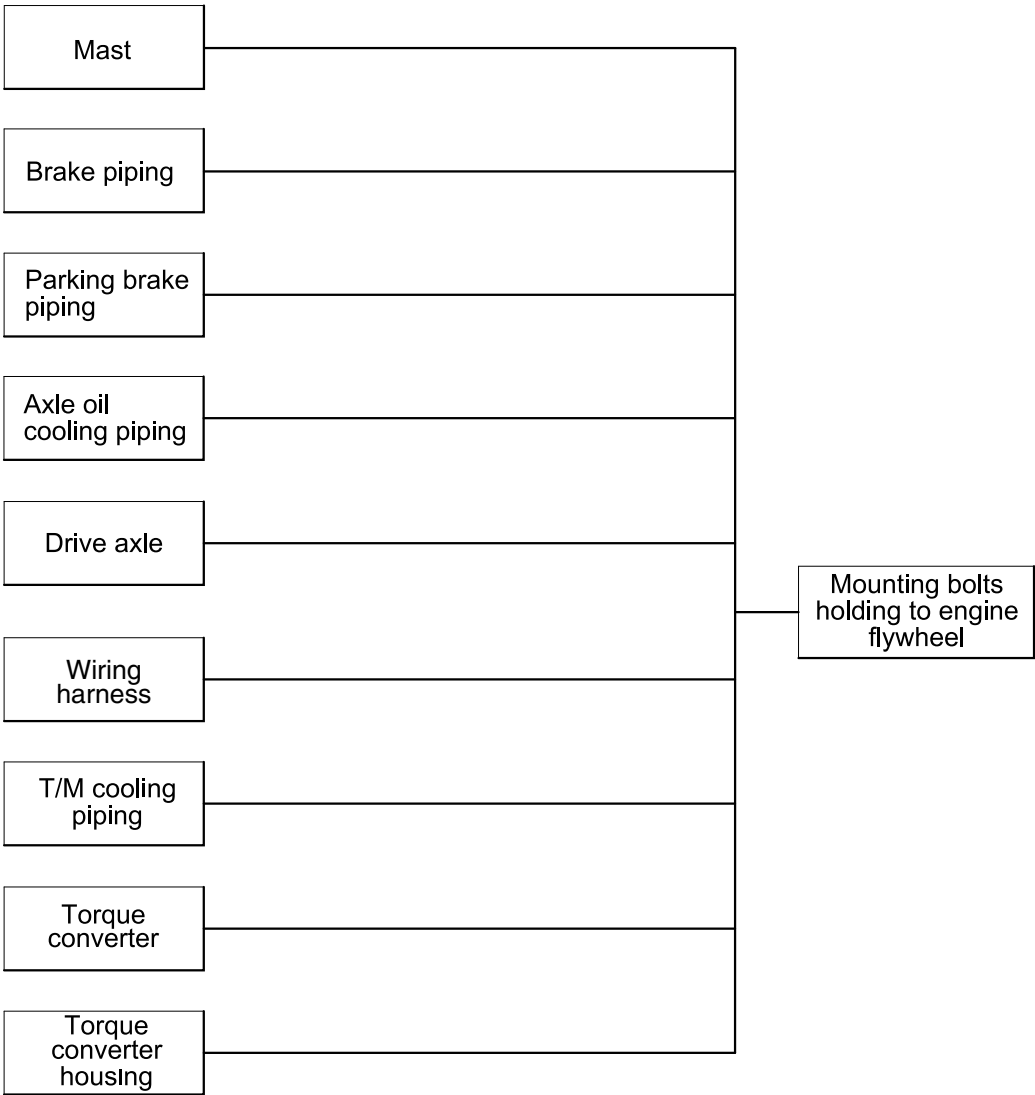 Mast
Brake piping
Parking brake
piping
Axle oil
cooling piping
Drive axle
Wiring
harness
T/M cooling
piping
Torque
converter
Torque
converter
housing
Mounting bolts
holding to engine
flywheel